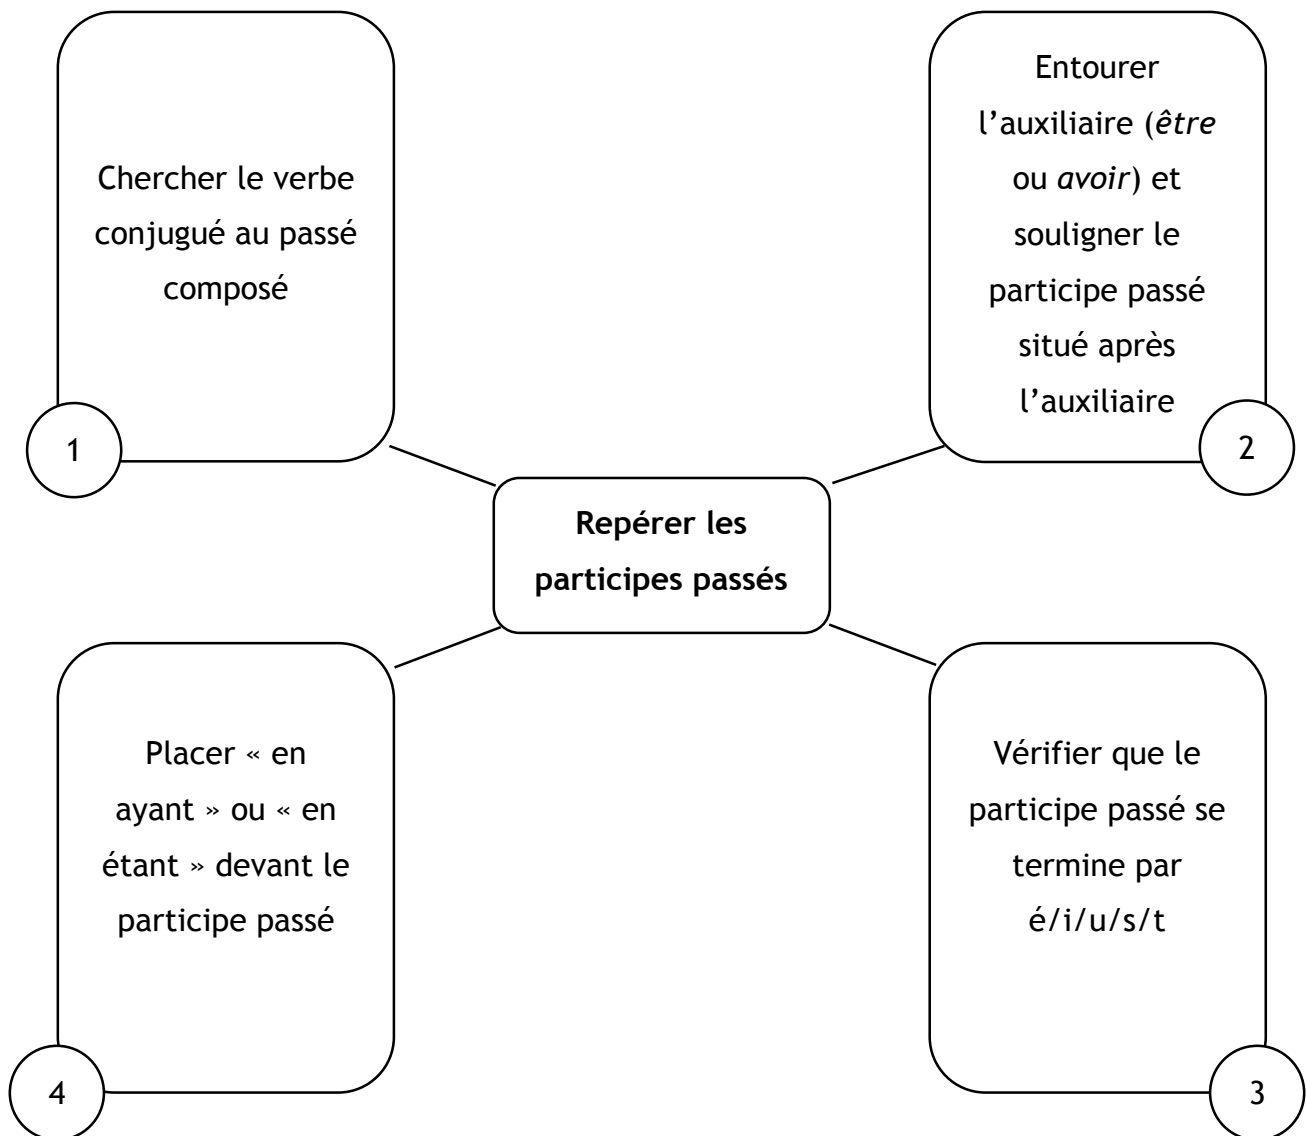 Chercher le verbe
conjugué au passé
composé
1
Entourer
l’auxiliaire (être
ou avoir) et
souligner le
participe passé
situé après
l’auxiliaire
2
Repérer les
participes passés
Vérifier que le
participe passé se
termine par
é/i/u/s/t
3
Placer « en
ayant » ou « en
étant » devant le
participe passé
4